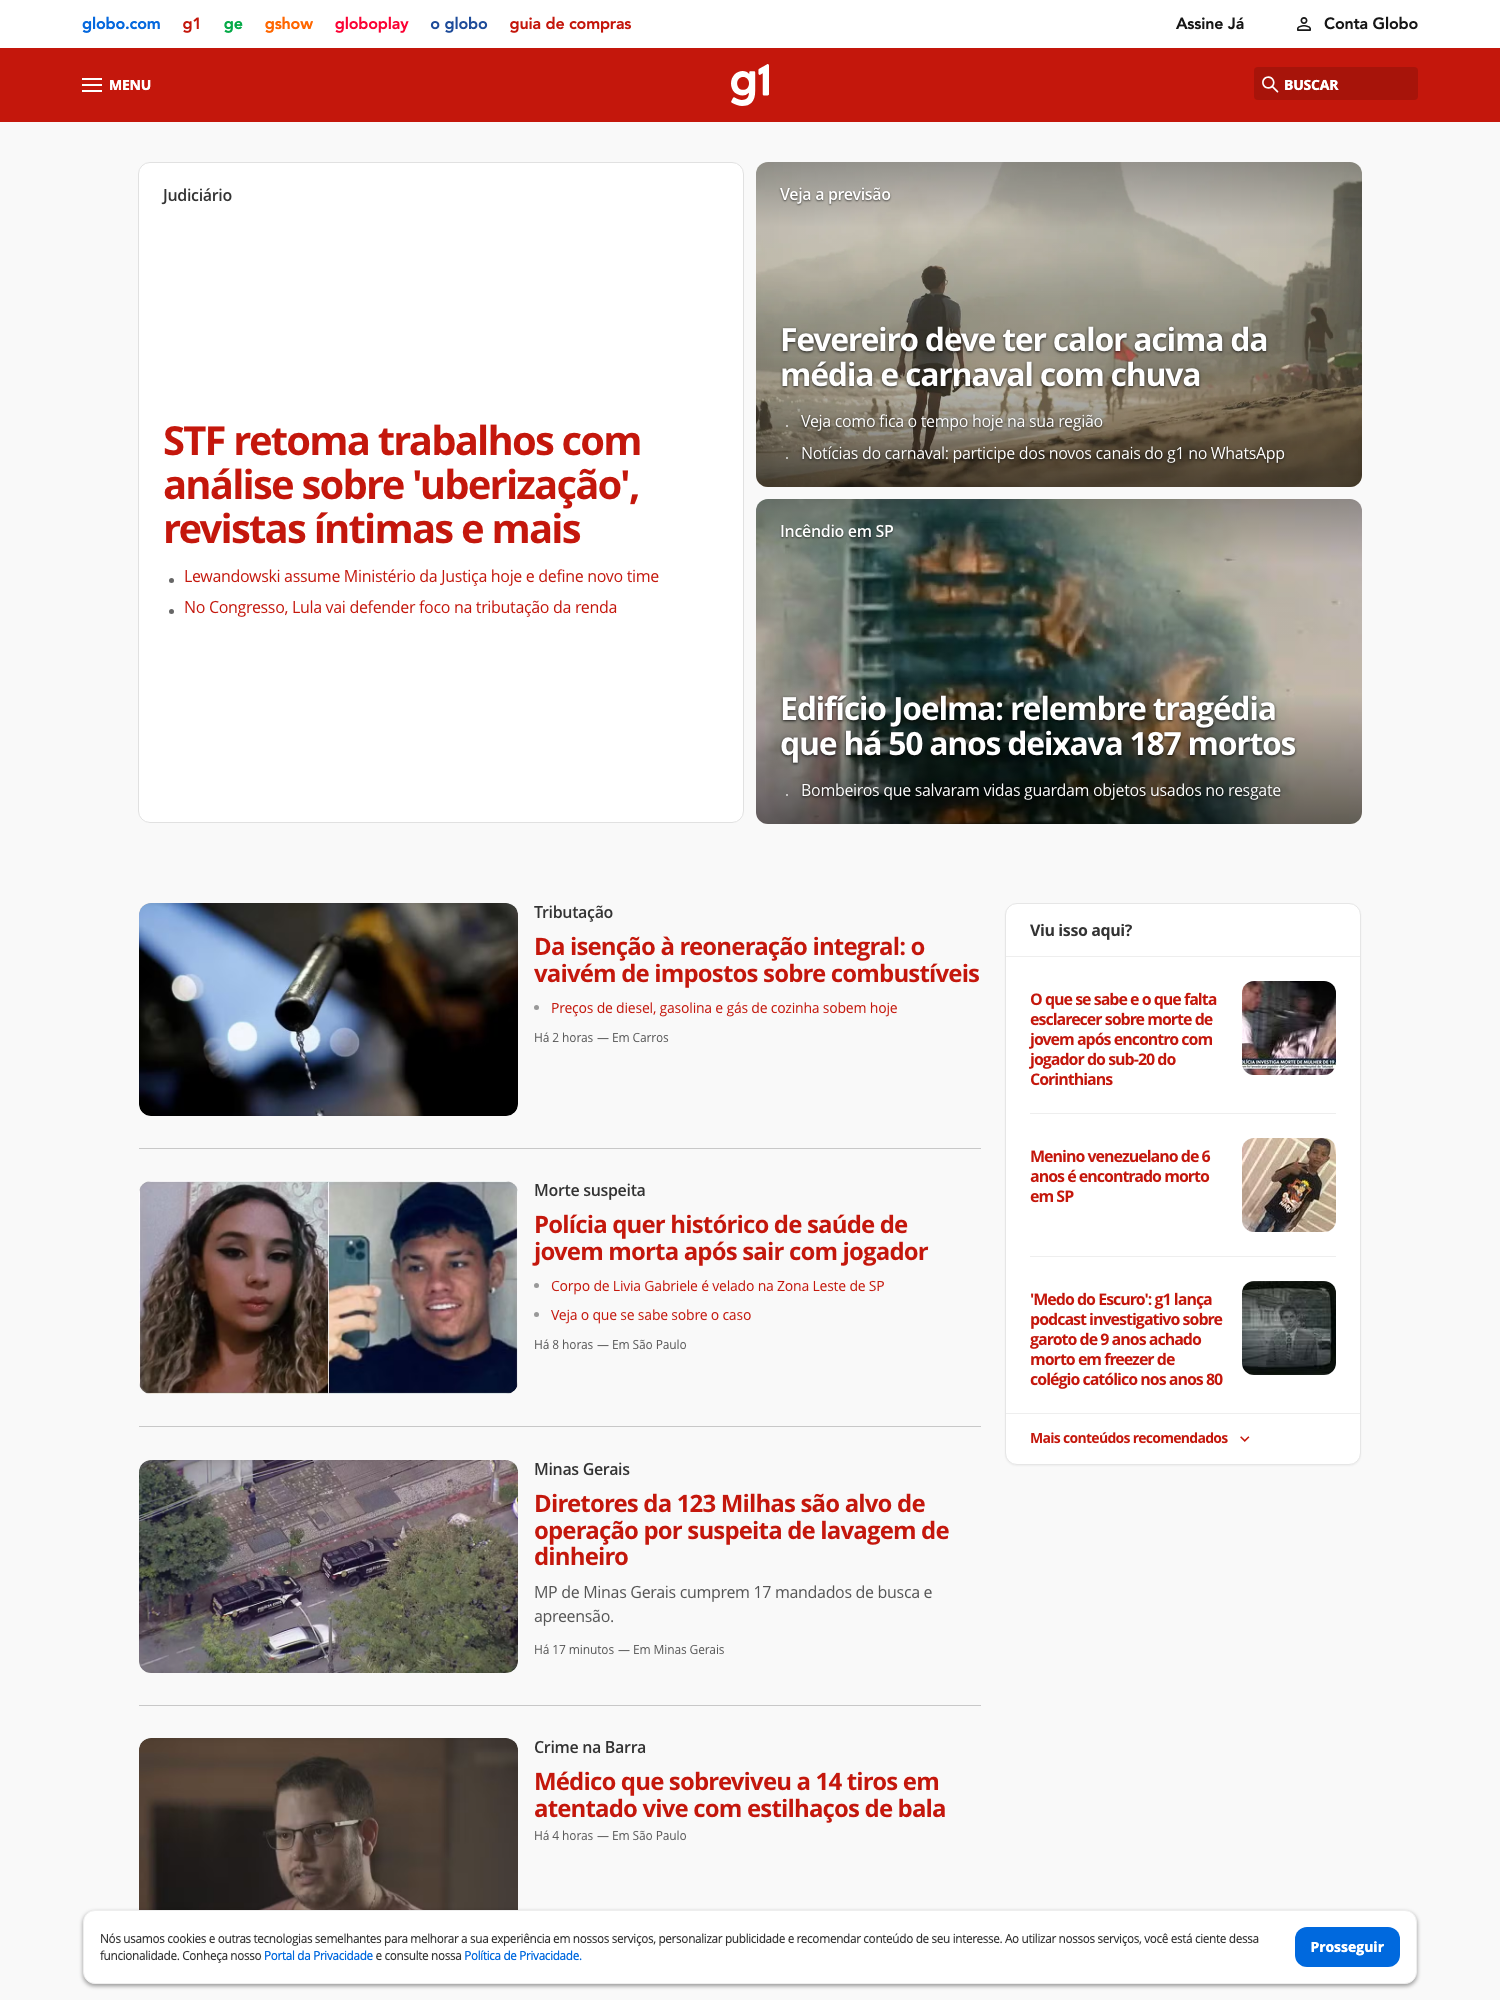 globo.com g1 ge gshow globoplay o globo guia de compras Assine Já Conta Globo
MENU g1 BUSCAR
Judiciário
STF retoma trabalhos com
análise sobre 'uberização',
revistas íntimas e mais
Lewandowski assume Ministério da Justiça hoje e define novo time
No Congresso, Lula vai defender foco na tributação da renda
Veja a previsão
Fevereiro deve ter calor acima da
média e carnaval com chuva
Veja como fica o tempo hoje na sua região
Notícias do carnaval: participe dos novos canais do g1 no WhatsApp
Incêndio em SP
Edifício Joelma: relembre tragédia
que há 50 anos deixava 187 mortos
Bombeiros que salvaram vidas guardam objetos usados no resgate
Tributação
Da isenção à reoneração integral: o
vaivém de impostos sobre combustíveis
Preços de diesel, gasolina e gás de cozinha sobem hoje
Há 2 horas — Em Carros
Morte suspeita
Polícia quer histórico de saúde de
jovem morta após sair com jogador
Corpo de Livia Gabriele é velado na Zona Leste de SP
Veja o que se sabe sobre o caso
Há 8 horas — Em São Paulo
Minas Gerais
Diretores da 123 Milhas são alvo de
operação por suspeita de lavagem de
dinheiro
MP de Minas Gerais cumprem 17 mandados de busca e
apreensão.
Há 17 minutos — Em Minas Gerais
Crime na Barra
Médico que sobreviveu a 14 tiros em
atentado vive com estilhaços de bala
Há 4 horas — Em São Paulo
Viu isso aqui?
O que se sabe e o que falta
esclarecer sobre morte de
jovem após encontro com
jogador do sub-20 do
Corinthians
LÍCIA INVESTIGA MORTE DE MULHER DE 19
Menino venezuelano de 6
anos é encontrado morto
em SP
'Medo do Escuro': g1 lança
podcast investigativo sobre
garoto de 9 anos achado
morto em freezer de
colégio católico nos anos 80
Mais conteúdos recomendados
Nós usamos cookies e outras tecnologias semelhantes para melhorar a sua experiência em nossos serviços, personalizar publicidade e recomendar conteúdo de seu interesse. Ao utilizar nossos serviços, você está ciente dessa
funcionalidade. Conheça nosso Portal da Privacidade e consulte nossa Política de Privacidade.
Prosseguir